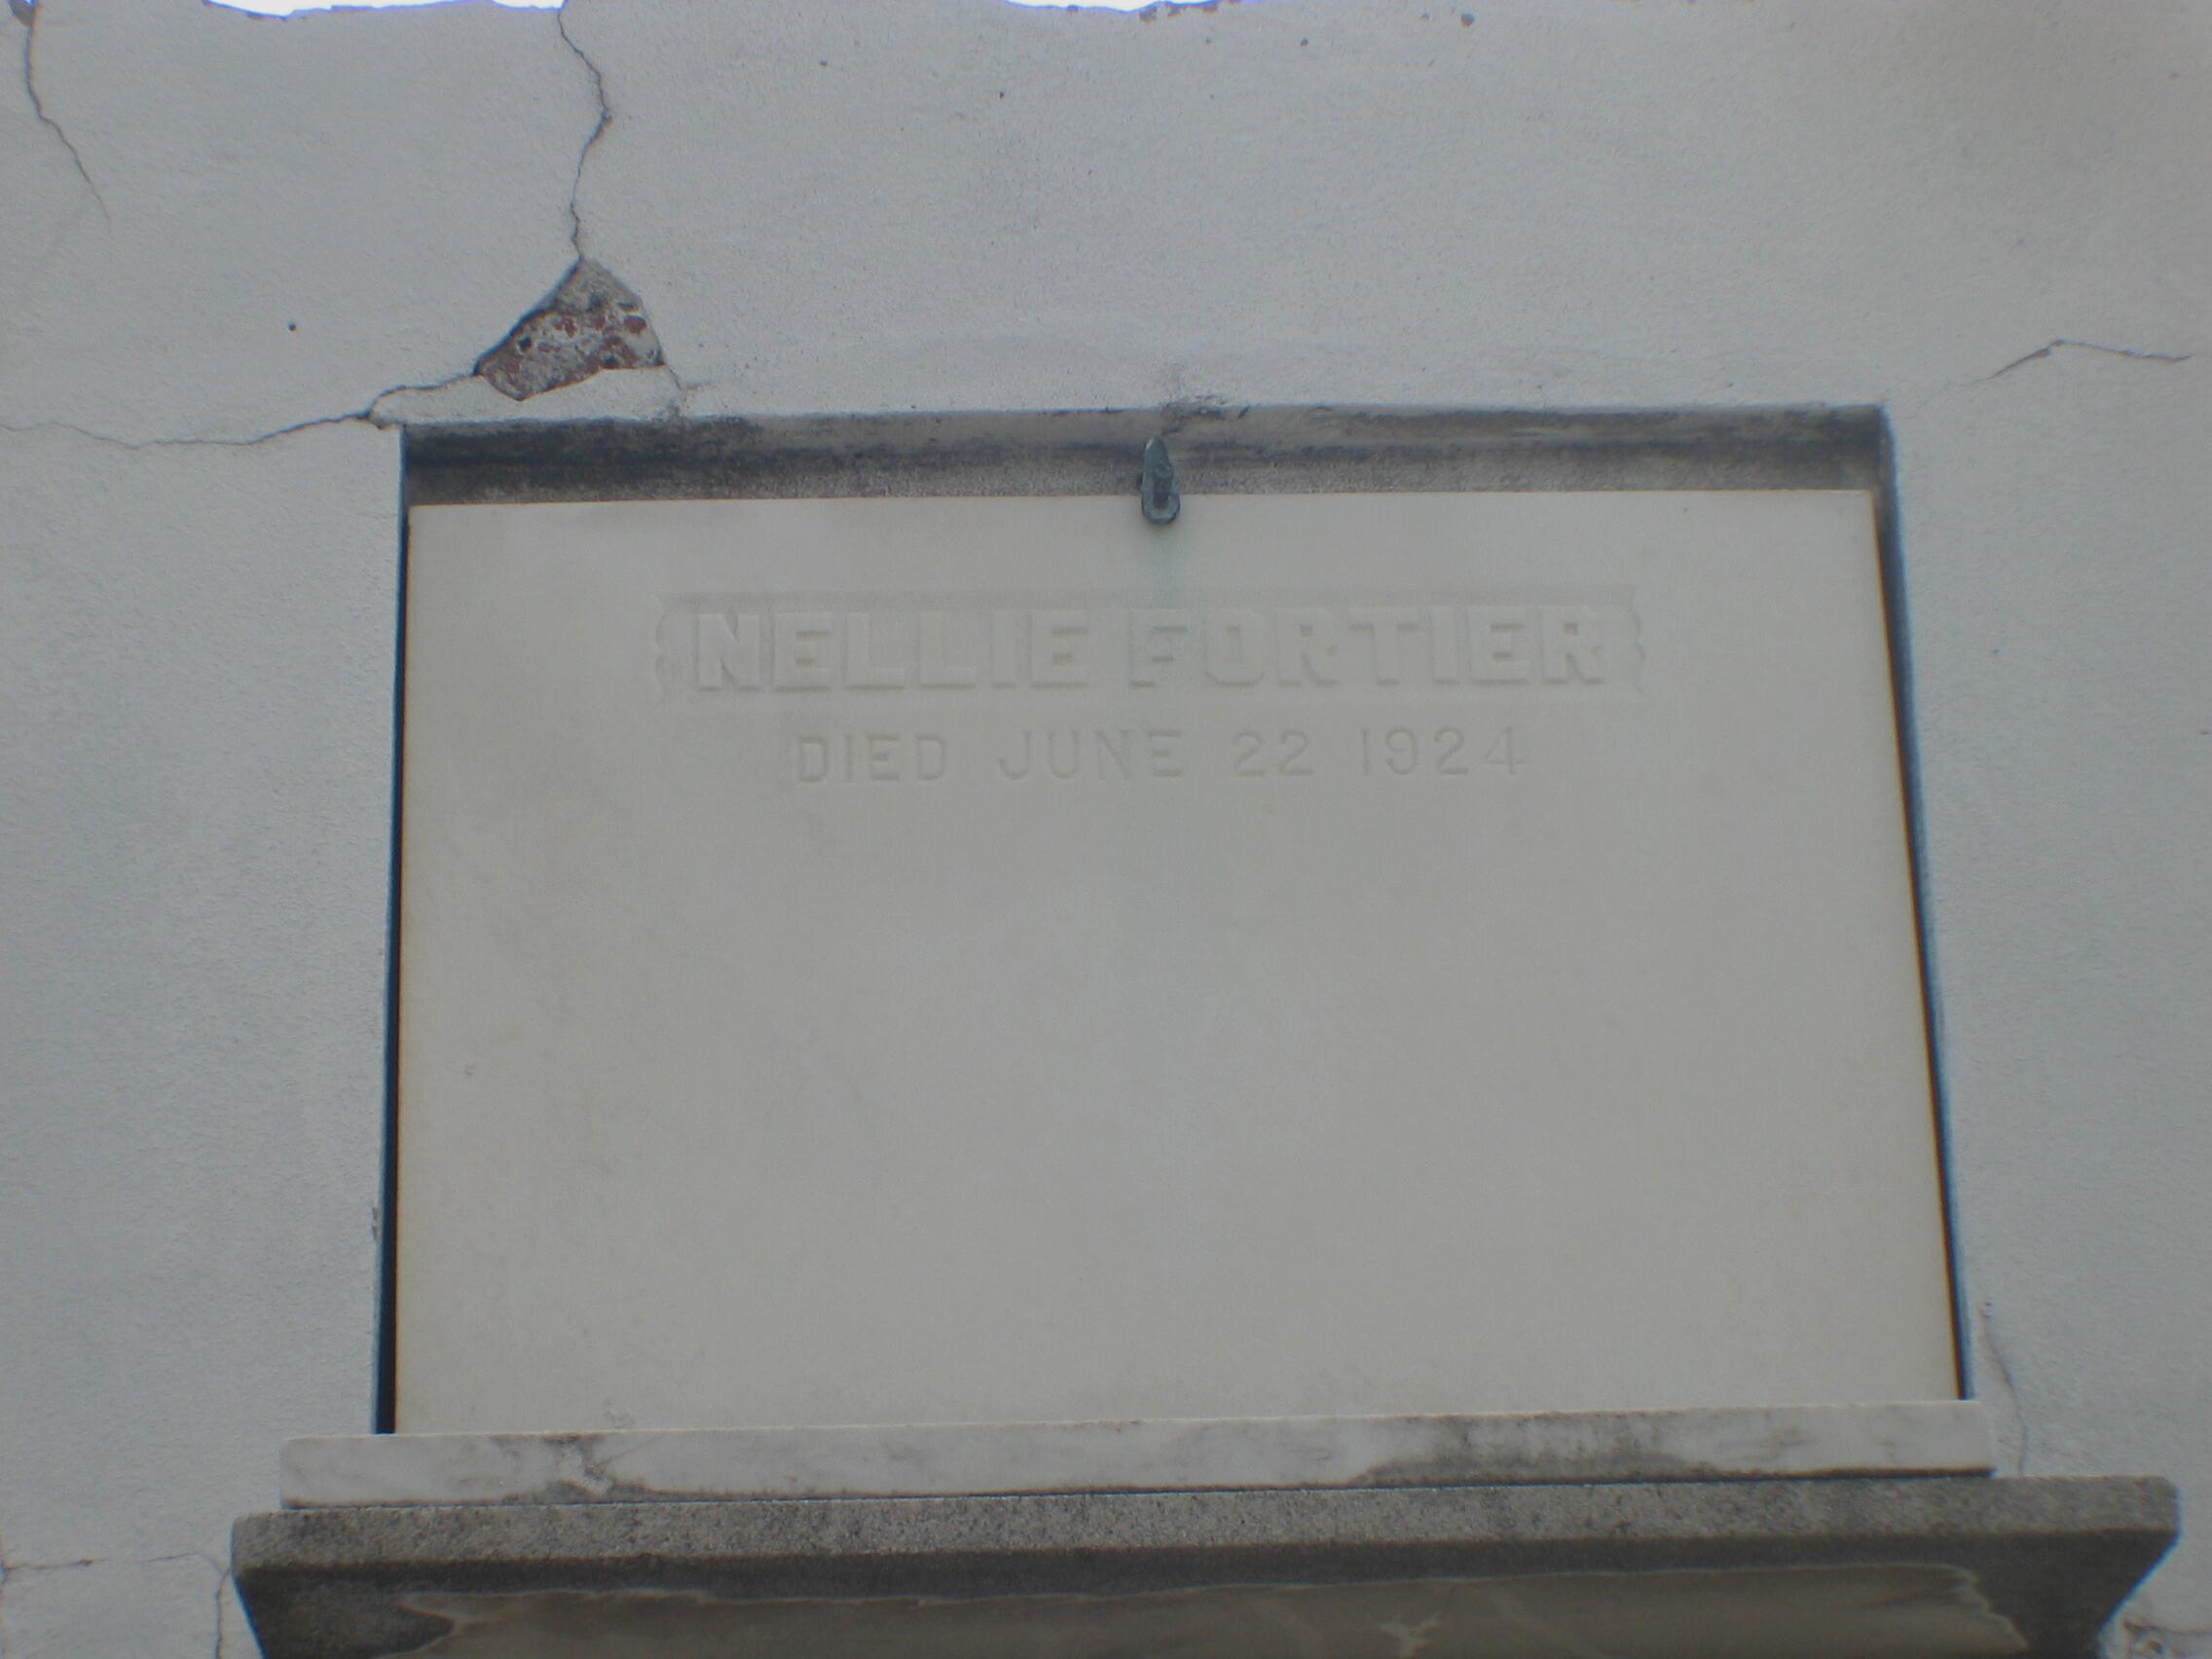 NELLIE FORTIER
DIED JUNE 22 1924